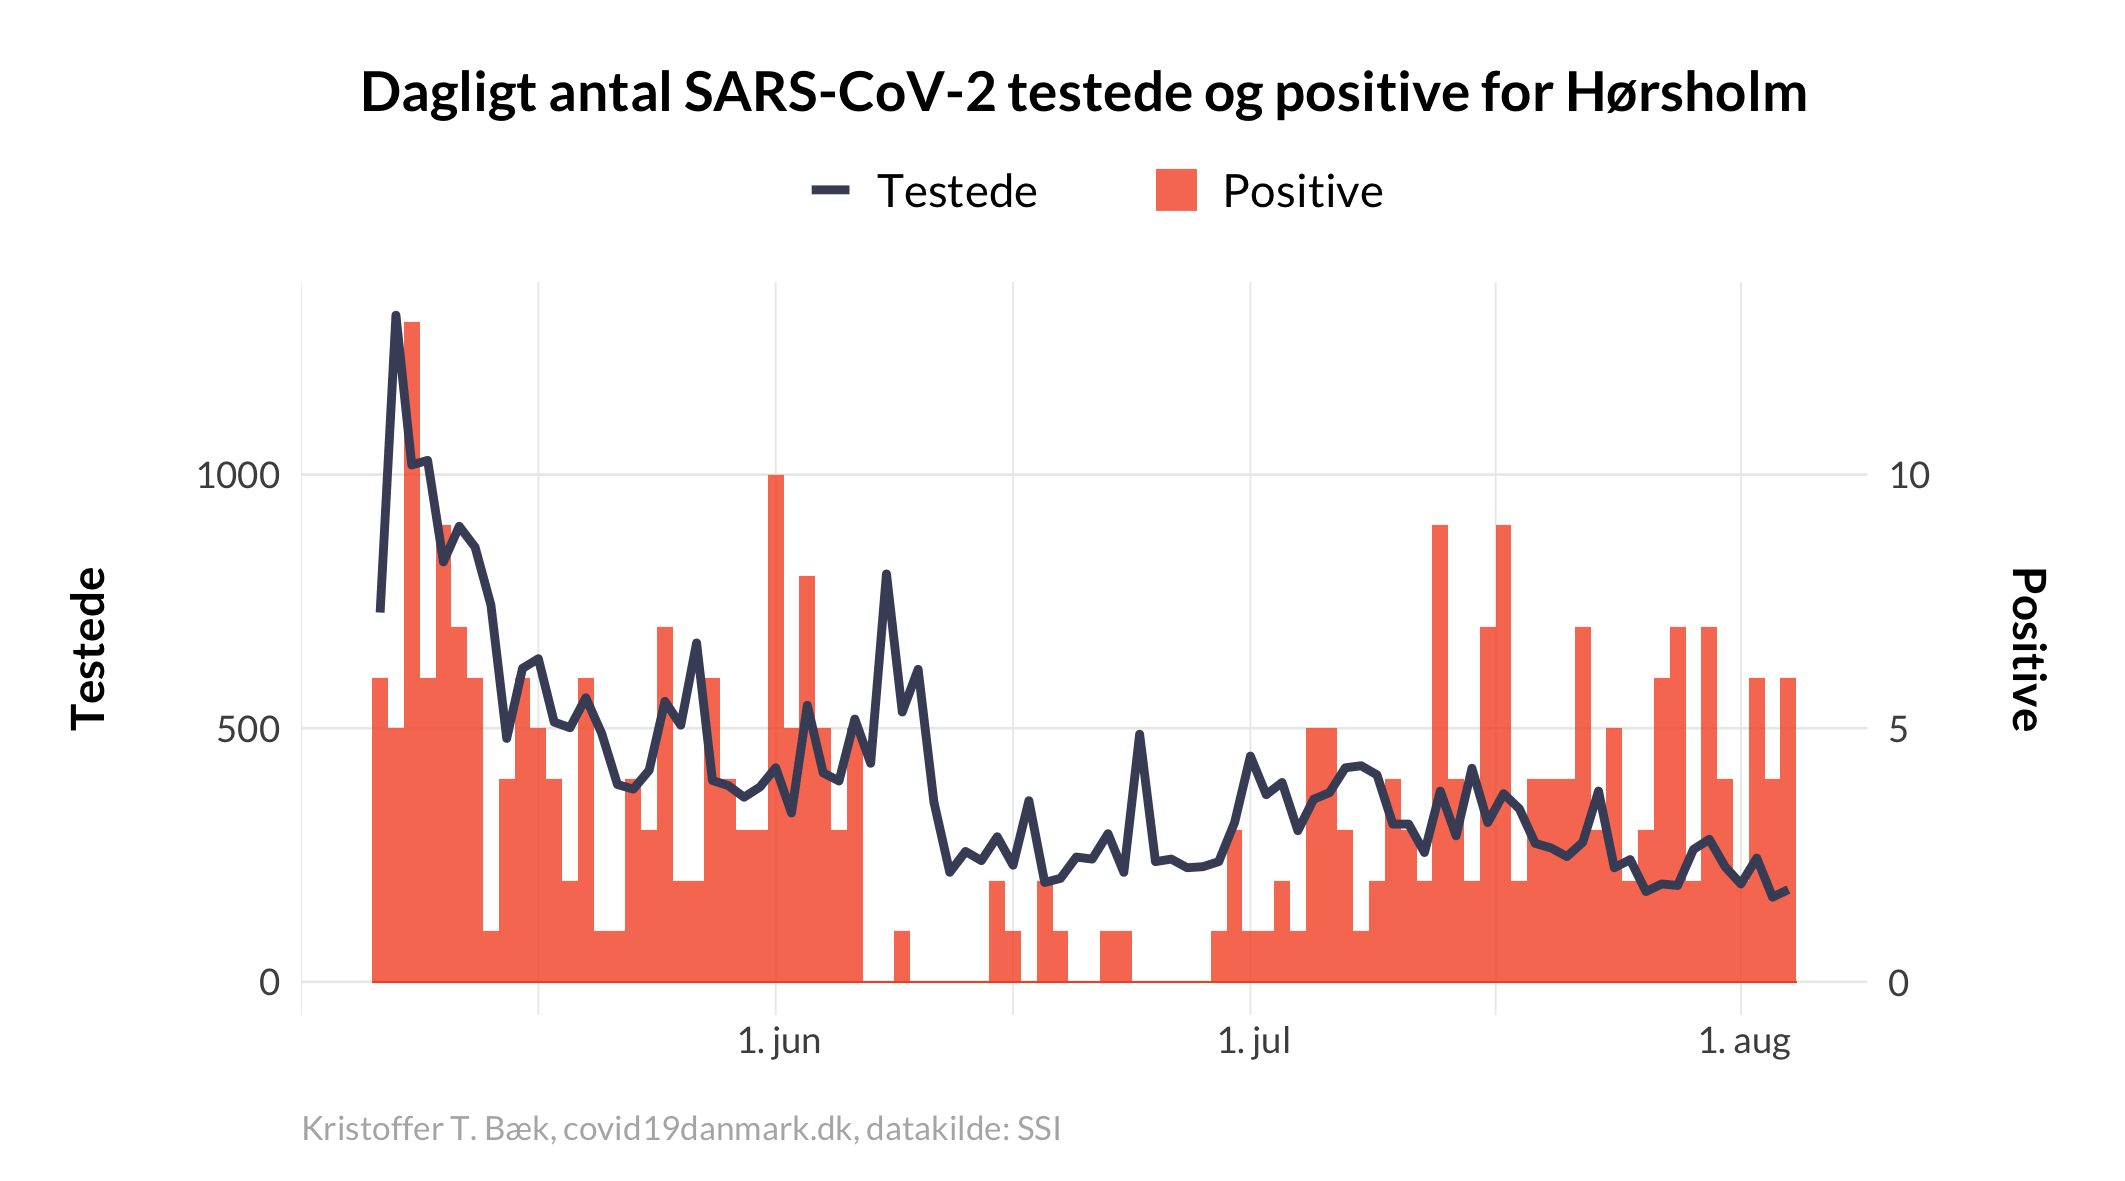 Dagligt antal SARS-CoV-2 testede og positive for Hørsholm
Testede
Positive
Testede
1000
500
0
10
5
0
Positive
1. jun
1. jul
1. aug
Kristoffer T. Bæk, covid19danmark.dk, datakilde: SSI